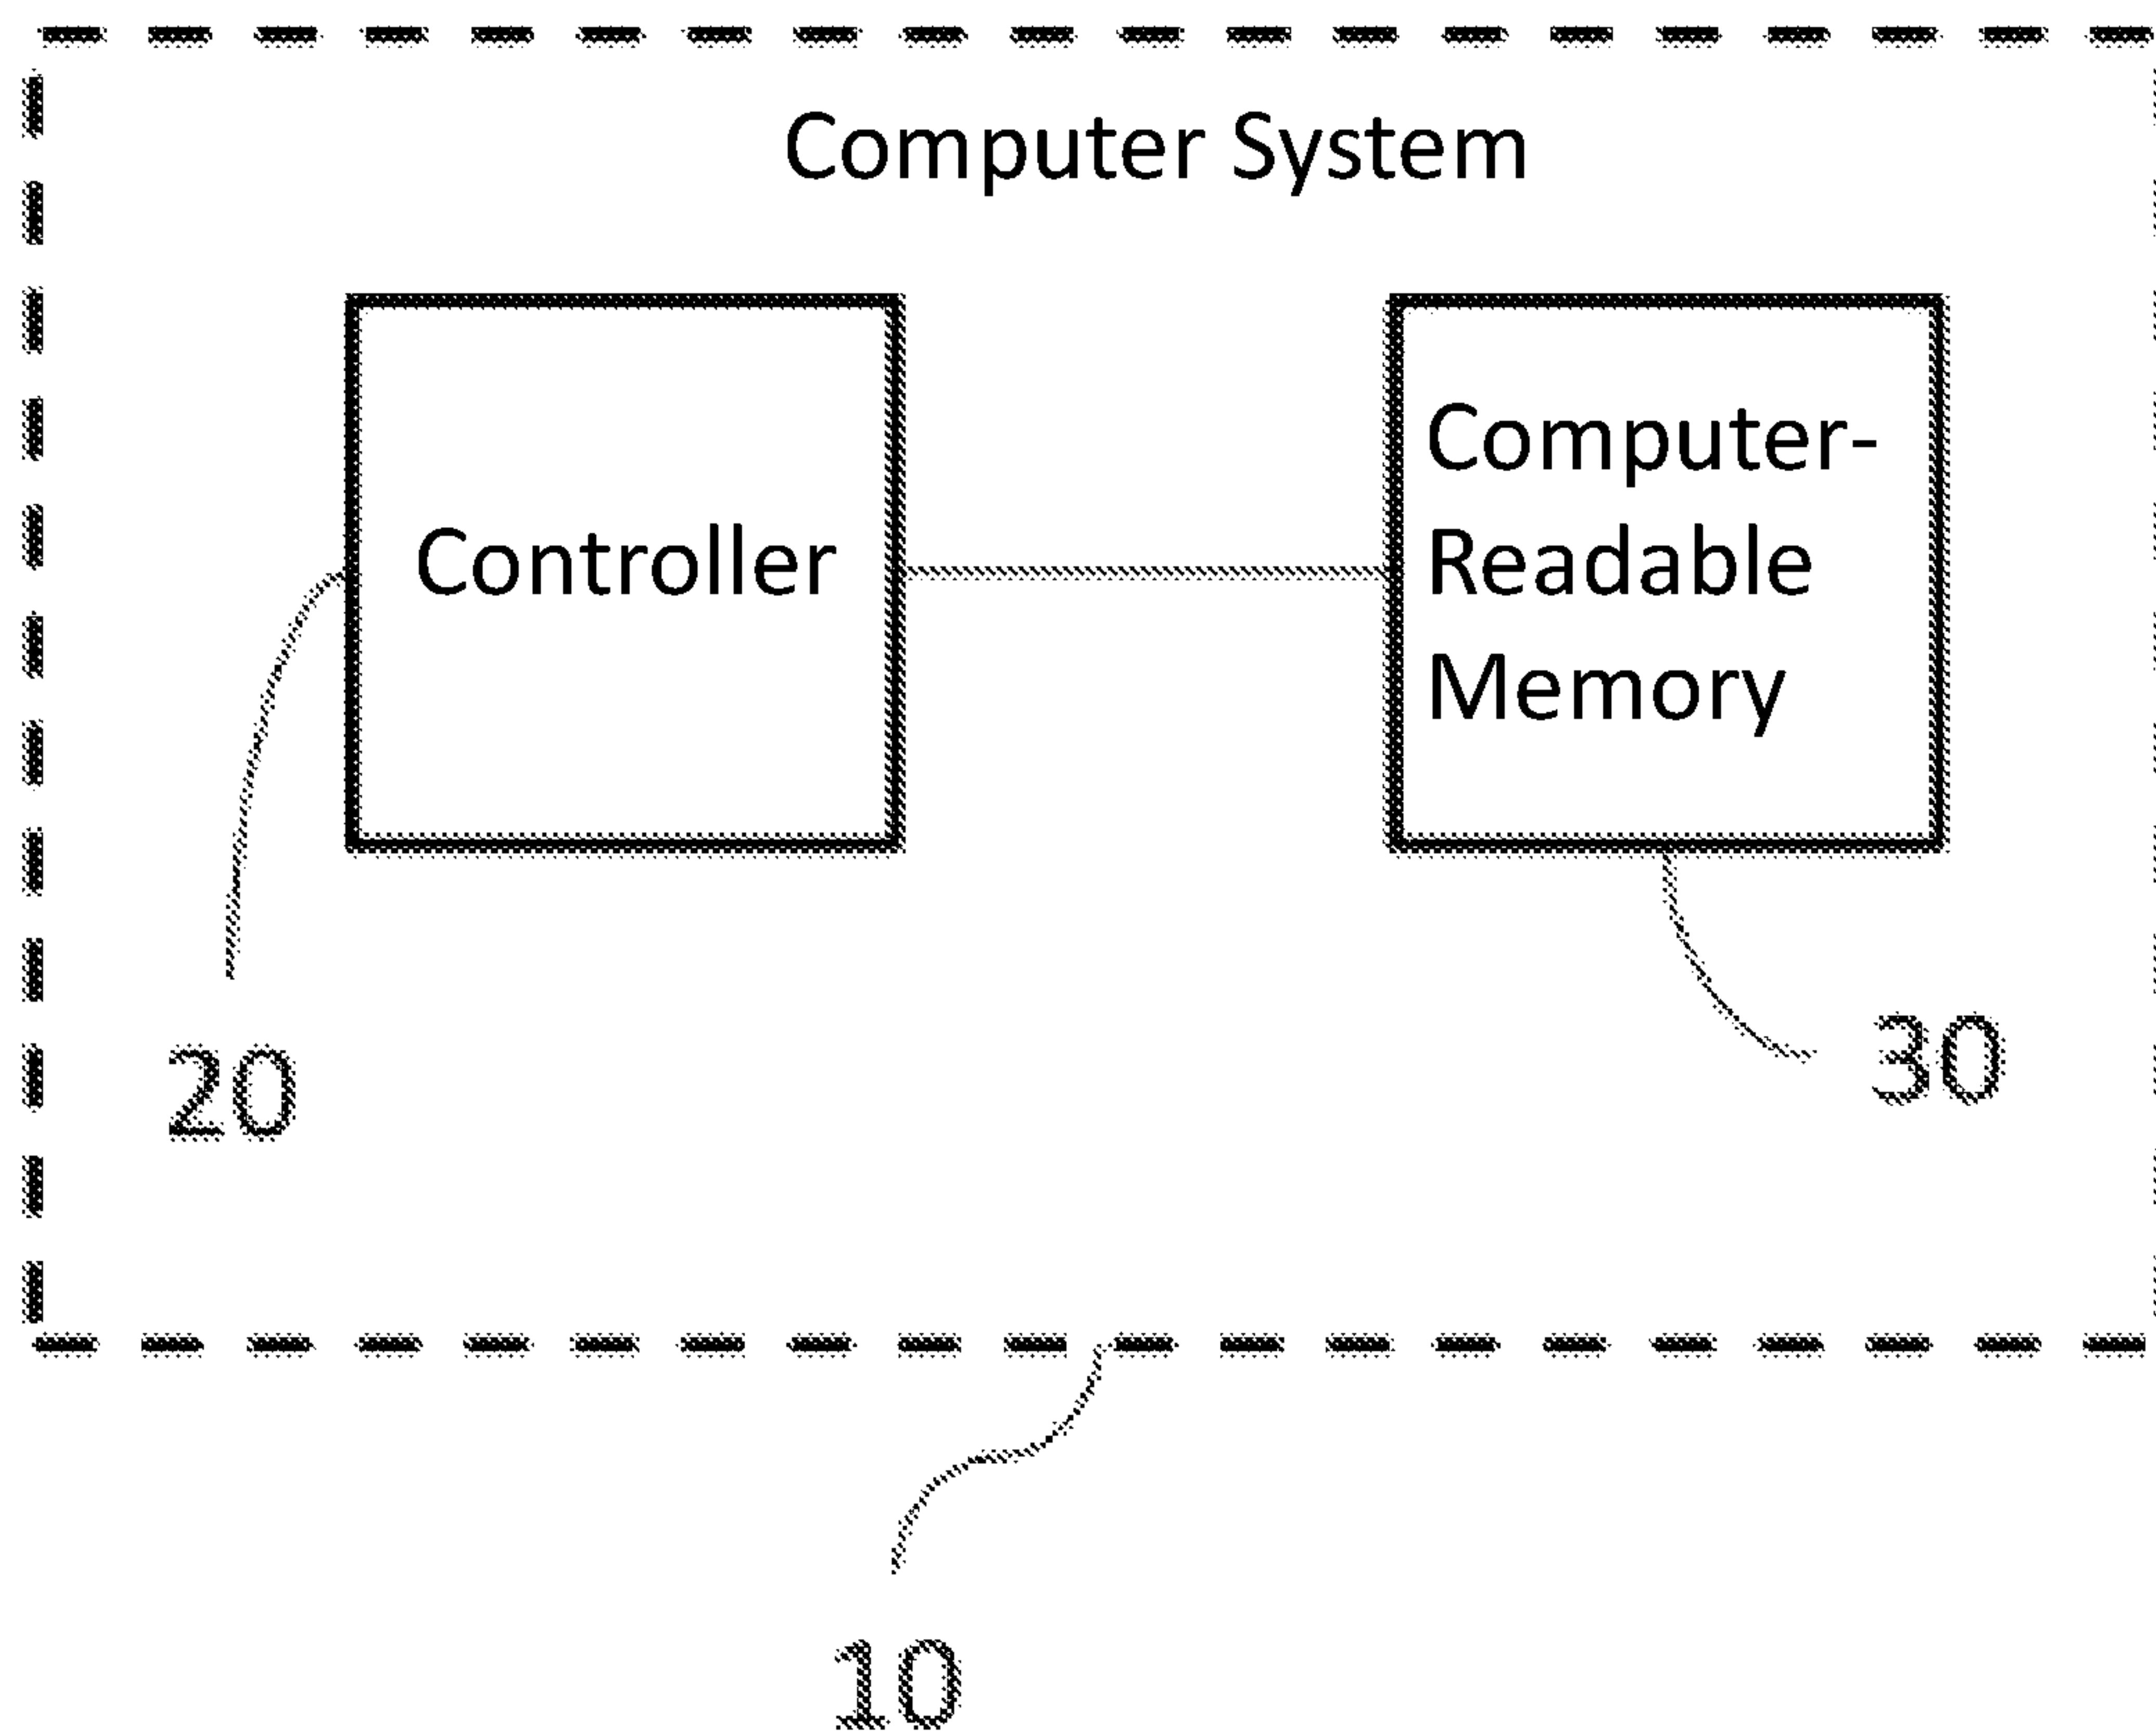 Computer System
Controller
Computer-
Readable
Memory
20
30
10